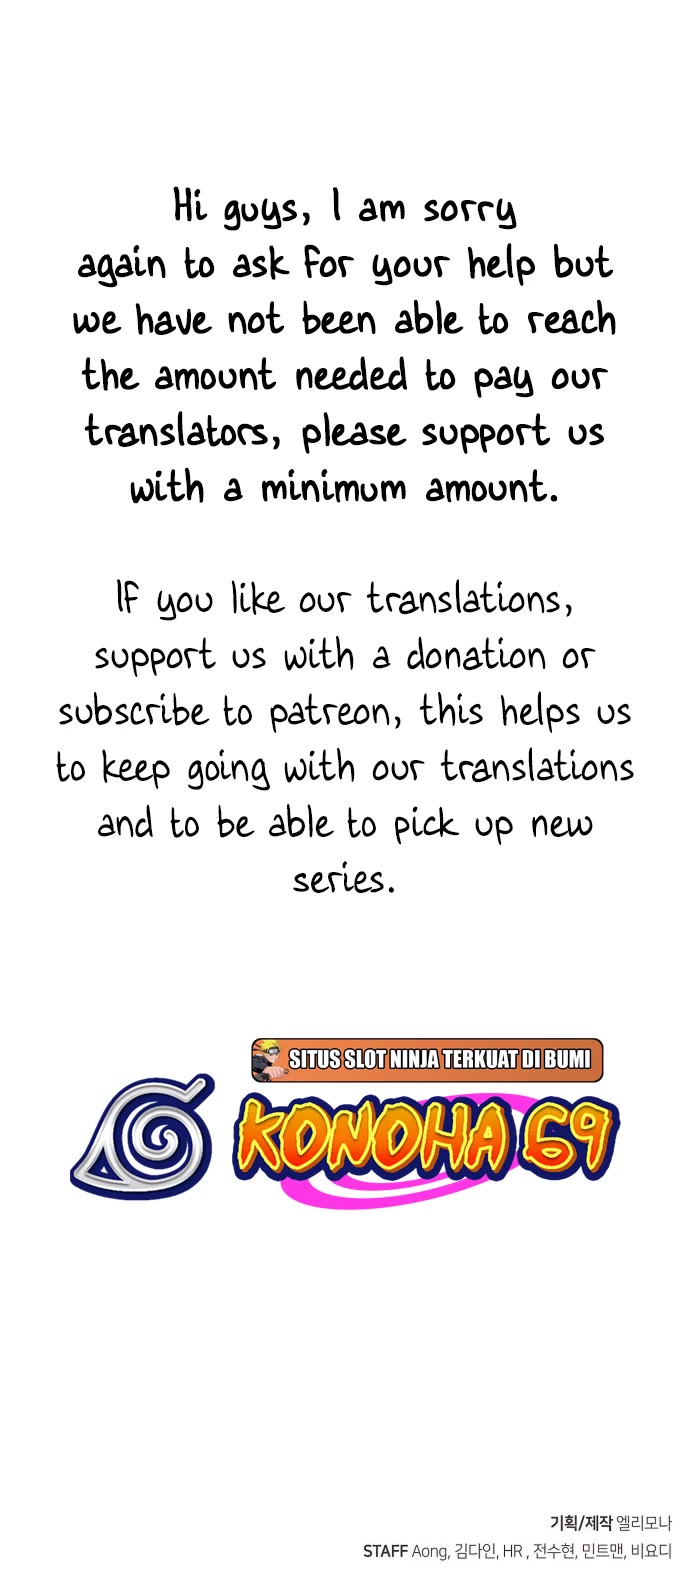 Hi guys, I am sorry
again to ask for your help but
we have not been able to reach
the amount needed to pay our
translators, please support us
with a minimum amount.
If you like our translations,
support us with a donation or
subscribe to patreon, this helps us
to keep going with our translations
and to be able to pick up new
series.
SITUS SLOT NINJA TERKUAT DI BUMI
KONOHA 69
기획/제작 엘리모나
STAFF Aong, 김다인, HR , 전수현, 민트맨, 비요디